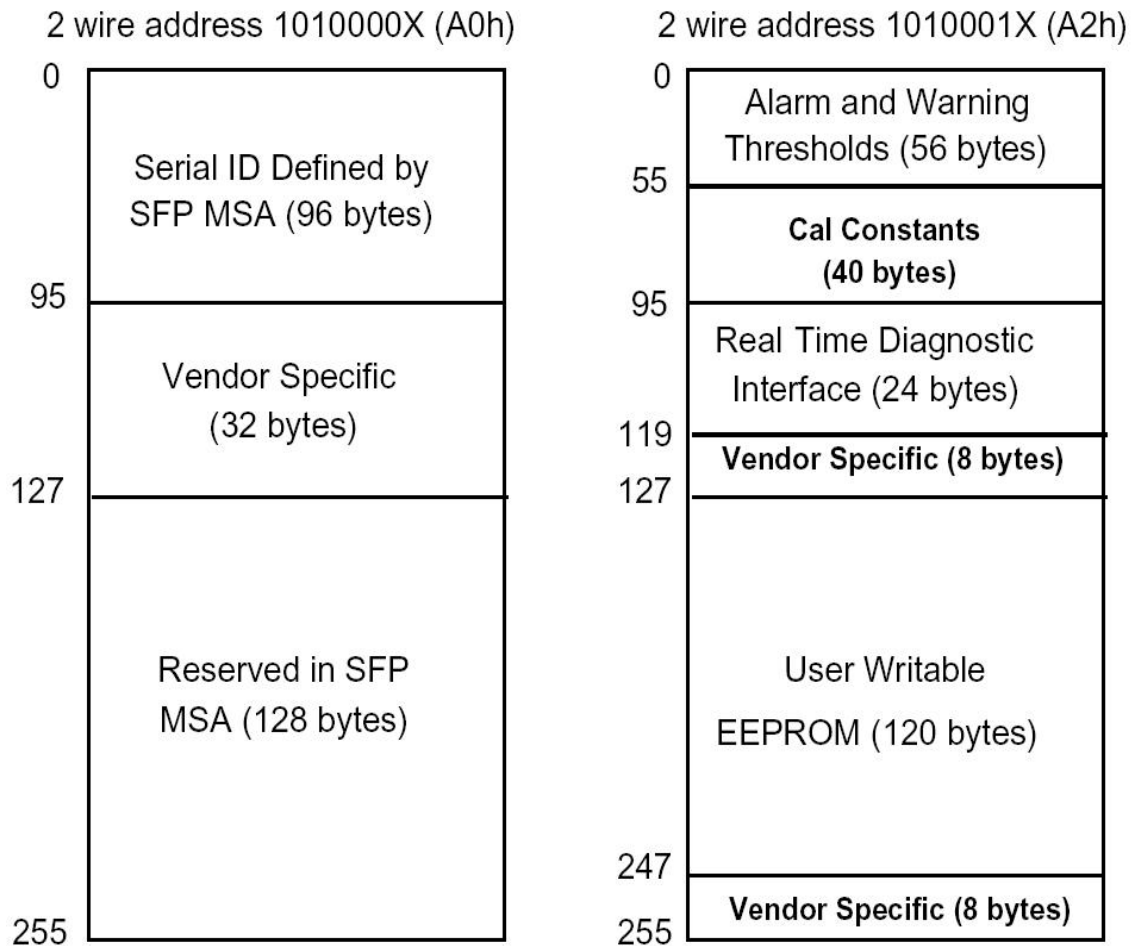 2 wire address 1010000X (A0h)
0
Serial ID Defined by
SFP MSA (96 bytes)
95
Vendor Specific
(32 bytes)
127
Reserved in SFP
MSA (128 bytes)
255
2 wire address 1010001X (A2h)
0
Alarm and Warning
Thresholds (56 bytes)
55
Cal Constants
(40 bytes)
95
Real Time Diagnostic
Interface (24 bytes)
119
Vendor Specific (8 bytes)
127
User Writable
EEPROM (120 bytes)
247
Vendor Specific (8 bytes)
255